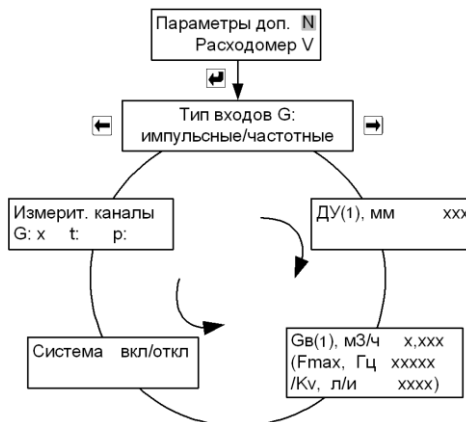 Параметры доп. N
Расходомер V
Тип входов G:
импульсные/частотные
Измерит. каналы
G: x t: p:
ДУ(1), мм xxx
Система вкл/откл
Gв(1), м3/ч x,xxx
(Fmax, Гц xxxxx
/Kv, л/и xxxx)